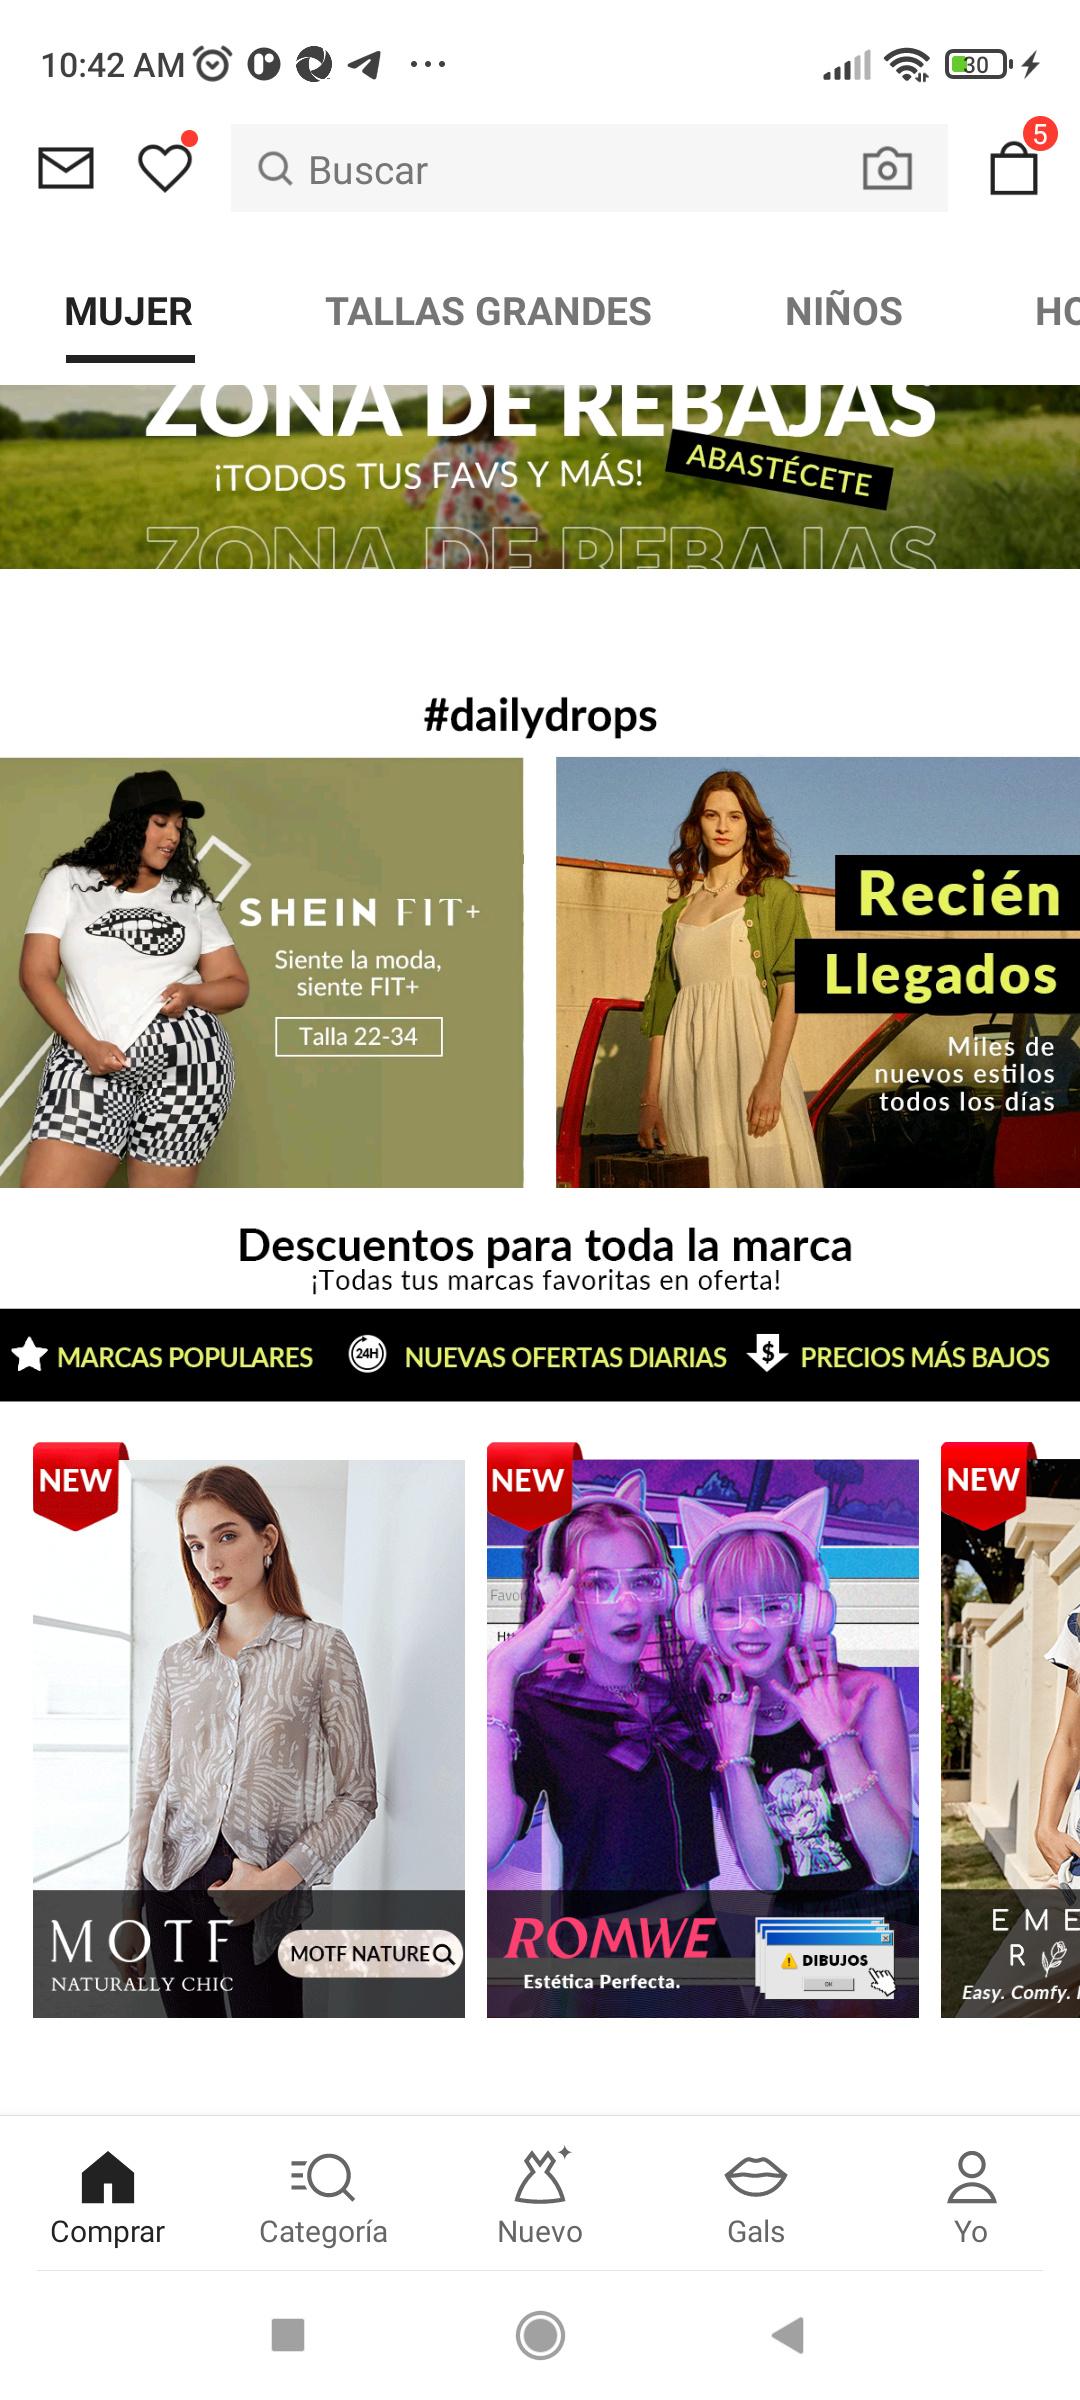 10:42 AM
30
Buscar
5
MUJER
TALLAS GRANDES
NIÑOS
HO
ZONA DE REBAJAS
¡TODOS TUS FAVS Y MÁS!
ABASTÉCETE
ZONA DE REBAJAS
#dailydrops
SHEIN FIT+
Siente la moda,
siente FIT+
Talla 22-34
Recién
Llegados
Miles de
nuevos estilos
todos los días
Descuentos para toda la marca
¡Todas tus marcas favoritas en oferta!
MARCAS POPULARES
24H
NUEVAS OFERTAS DIARIAS
$
PRECIOS MÁS BAJOS
NEW
MOTF
NATURALLY CHIC
MOTF NATURE
NEW
Favo
Htt
ROMWE
Estética Perfecta.
DIBUJOS
OK
NEW
EME
R
Easy. Comfy.
Comprar
Categoría
Nuevo
Gals
Yo